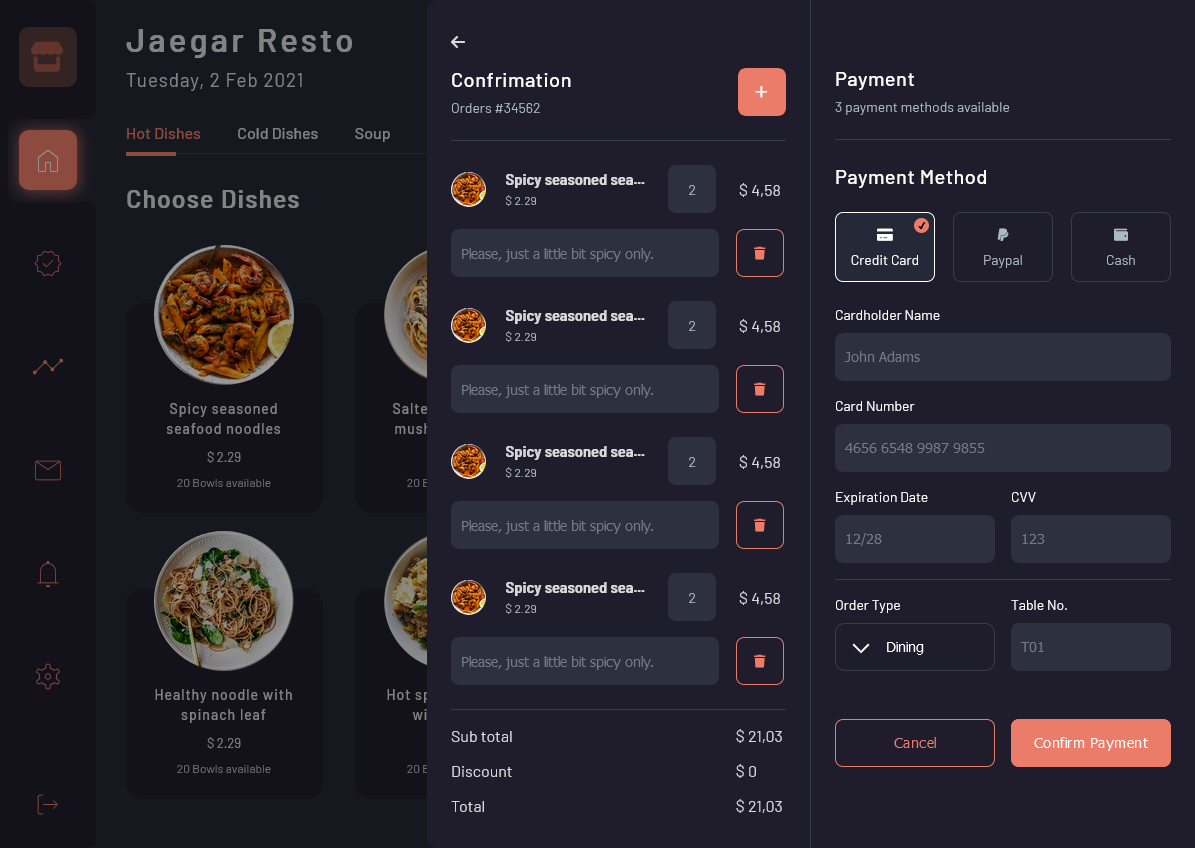 Jaegar Resto
Tuesday, 2 Feb 2021
Hot Dishes
Cold Dishes
Soup
Choose Dishes
Spicy seasoned
seafood noodles
$ 2.29
20 Bowls available
Salte
mush
20 B
Healthy noodle with
spinach leaf
$ 2.29
20 Bowls available
Hot sp
wi
20 B
Confrimation
Orders #34562
+
Spicy seasoned sea...
$ 2.29
2
$ 4,58
Please, just a little bit spicy only.
Spicy seasoned sea...
$ 2.29
2
$ 4,58
Please, just a little bit spicy only.
Spicy seasoned sea...
$ 2.29
2
$ 4,58
Please, just a little bit spicy only.
Spicy seasoned sea...
$ 2.29
2
$ 4,58
Please, just a little bit spicy only.
Sub total
$ 21,03
Discount
$ 0
Total
$ 21,03
Payment
3 payment methods available
Payment Method
Credit Card
Paypal
Cash
Cardholder Name
John Adams
Card Number
4656 6548 9987 9855
Expiration Date
CVV
12/28
123
Order Type
Table No.
Dining
T01
Cancel
Confirm Payment